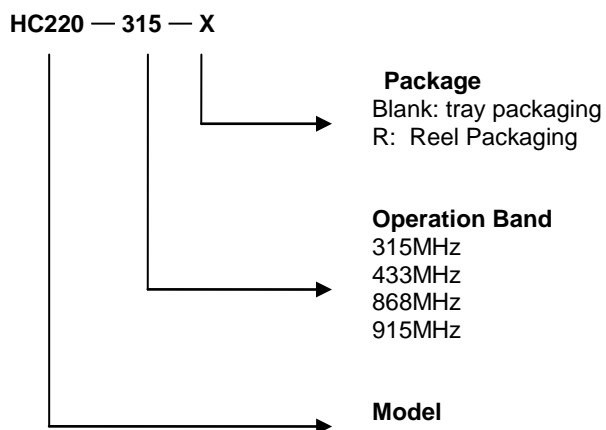 HC220 — 315 — X
Package
Blank: tray packaging
R: Reel Packaging
Operation Band
315MHz
433MHz
868MHz
915MHz
Model